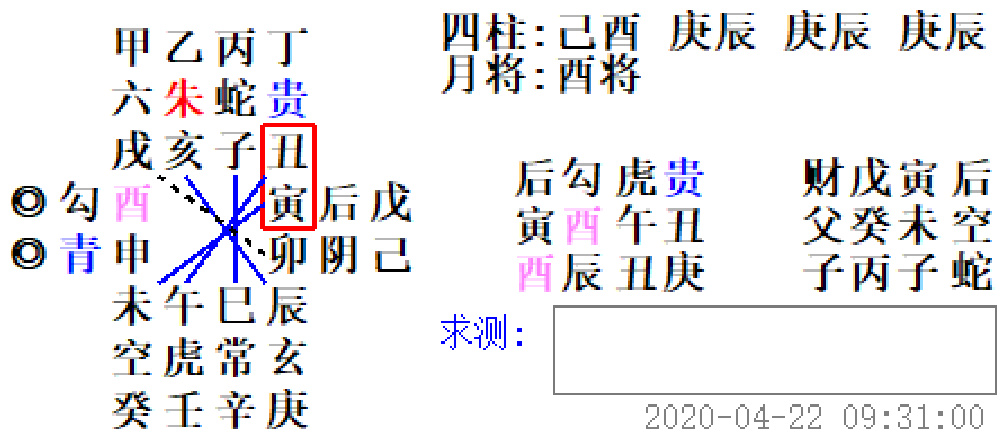 甲乙丙丁
六朱蛇贵
戌亥子丑
◎勾酉 寅后戊
◎青申 卯阴己
未午巳辰
空虎常玄
癸壬辛庚
四柱:己酉 庚辰 庚辰 庚辰
月将:酉将
后勾虎贵
寅酉午丑
酉辰丑庚
财戊寅后
父癸未空
子丙子蛇
求测:
2020-04-22 09:31:00